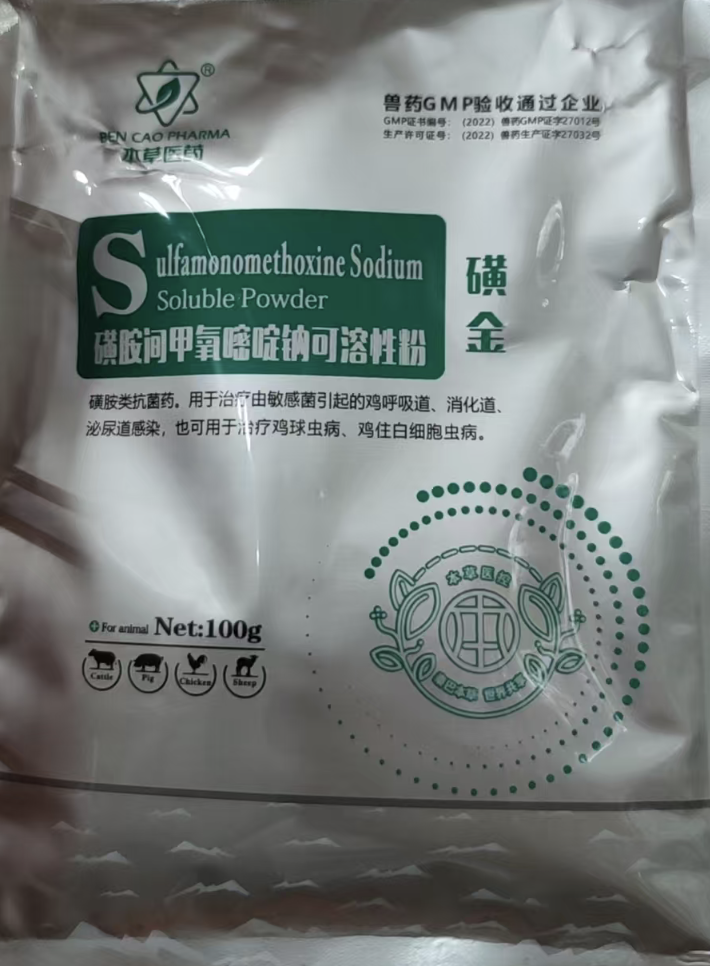 ®
BEN CAO PHARMA
本草医药
兽药GMP验收通过企业
GMP证书编号：（2022）兽药GMP证字27012号
生产许可证号：（2022）兽药生产证字27032号
Sulfamonomethoxine Sodium
Soluble Powder
磺胺间甲氧嘧啶钠可溶性粉
磺金
磺胺类抗菌药。用于治疗由敏感菌引起的鸡呼吸道、消化道、
泌尿道感染，也可用于治疗鸡球虫病、鸡住白细胞虫病。
本草医药
世界共享
For animal Net:100g
Cattle Pig Chicken Sheep